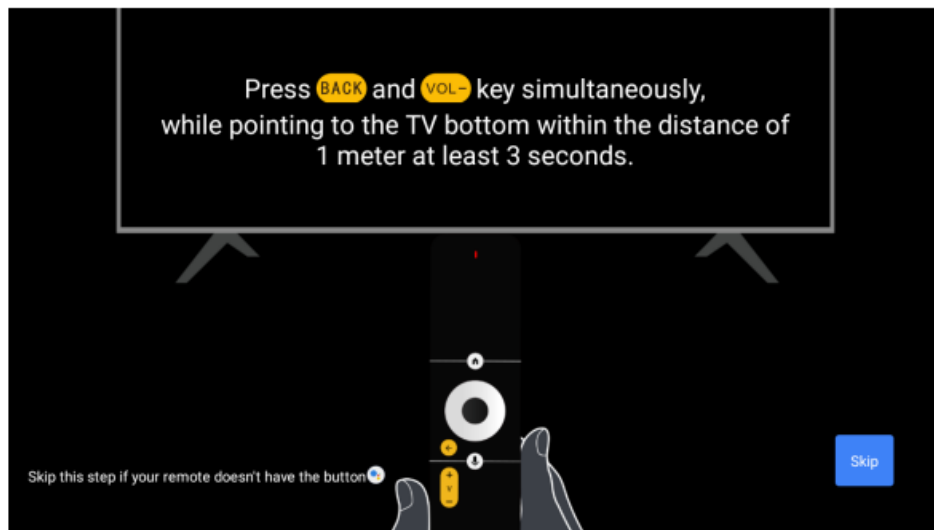 Press BACK and VOL- key simultaneously,
while pointing to the TV bottom within the distance of
1 meter at least 3 seconds.
+
V
-
Skip this step if your remote doesn't have the button
Skip